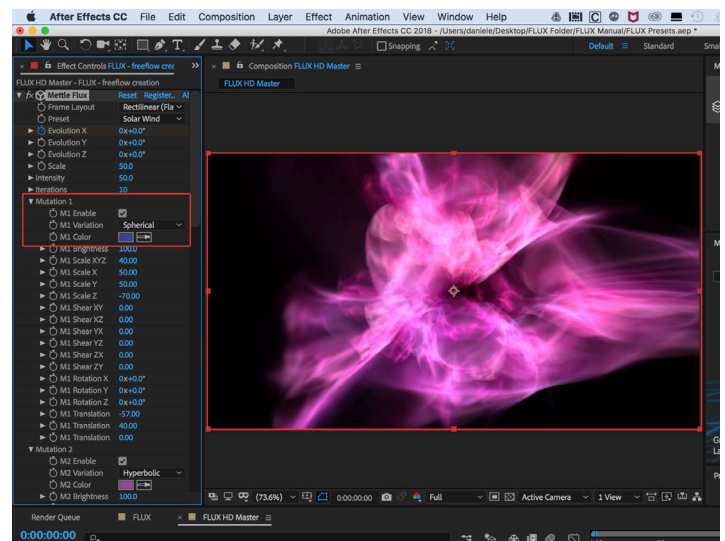 After Effects CC File Edit Composition Layer Effect Animation View Window Help
Adobe After Effects CC 2018 - /Users/daniele/Desktop/FLUX Folder/FLUX Manual/FLUX Presets.aep *
Snapping Default Standard
Effect Controls FLUX - freeflow crea
Composition FLUX HD Master
FLUX HD Master - FLUX - freeflow creation
FLUX HD Master
fx Mettle Flux Reset Register...
Frame Layout Rectilinear (Fla
Preset Solar Wind
Evolution X 0x+0.0°
Evolution Y 0x+0.0°
Evolution Z 0x+0.0°
Scale 50.0
Intensity 50.0
Iterations 10
Mutation 1
M1 Enable
M1 Variation Spherical
M1 Color
M1 Brightness 100.0
M1 Scale XYZ 40.00
M1 Scale X 50.00
M1 Scale Y 50.00
M1 Scale Z -70.00
M1 Shear XY 0.00
M1 Shear XZ 0.00
M1 Shear YX 0.00
M1 Shear YZ 0.00
M1 Shear ZX 0.00
M1 Shear ZY 0.00
M1 Rotation X 0x+0.0°
M1 Rotation Y 0x+0.0°
M1 Rotation Z 0x+0.0°
M1 Translation -57.00
M1 Translation 40.00
M1 Translation 0.00
Mutation 2
M2 Enable
M2 Variation Hyperbolic
M2 Color
M2 Brightness 100.0
(73.6%) 0:00:00:00 Full Active Camera 1 View
Render Queue FLUX FLUX HD Master
0:00:00:00